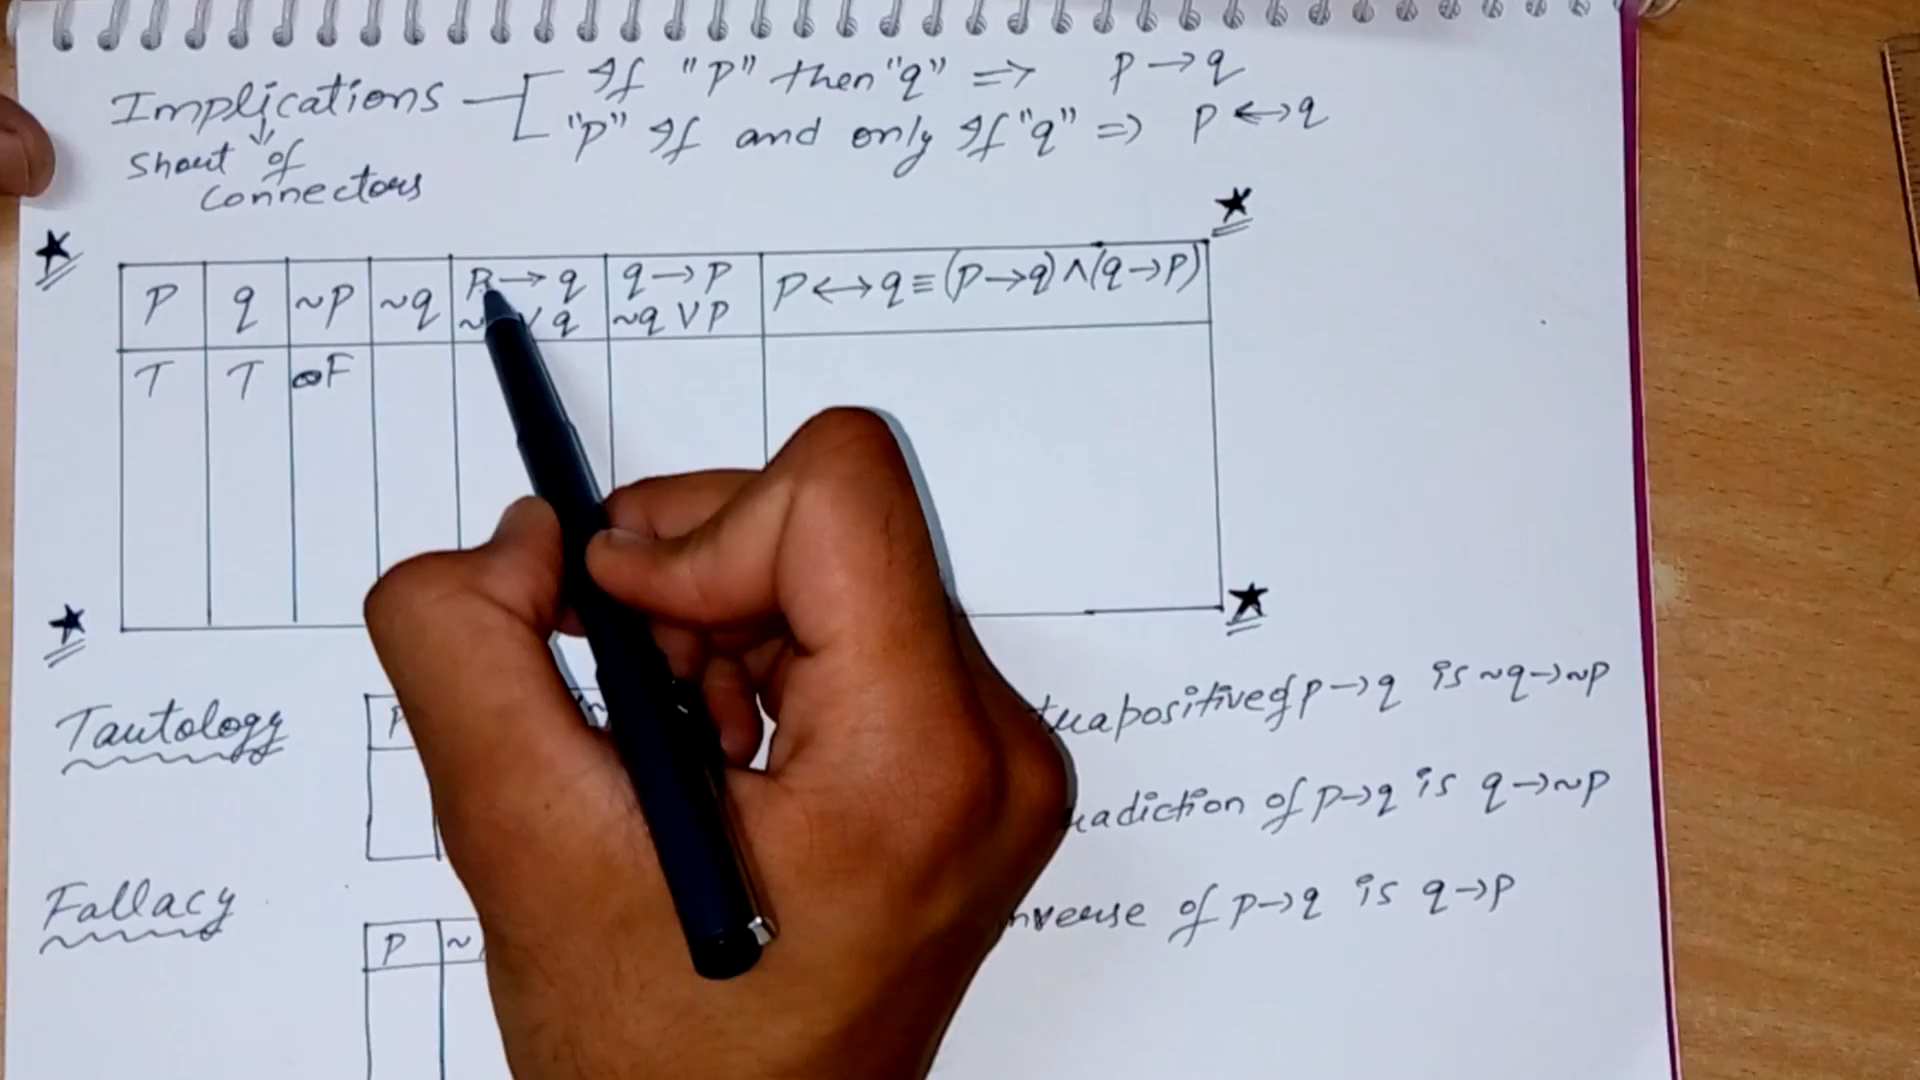 Implications If "P" then "q" => P → q
"p" If and only If "q" => P ↔ q
Short of
Connectors
P q ~P ~q P → q q → P P ↔ q ≡ (P → q) ∧ (q → P)
~ ∨ q ~q ∨ P
T T F
Tautology
P
positive of p → q is ~q → ~p
adiction of p → q is q → ~p
Fallacy
P ~
verse of p → q is q → p